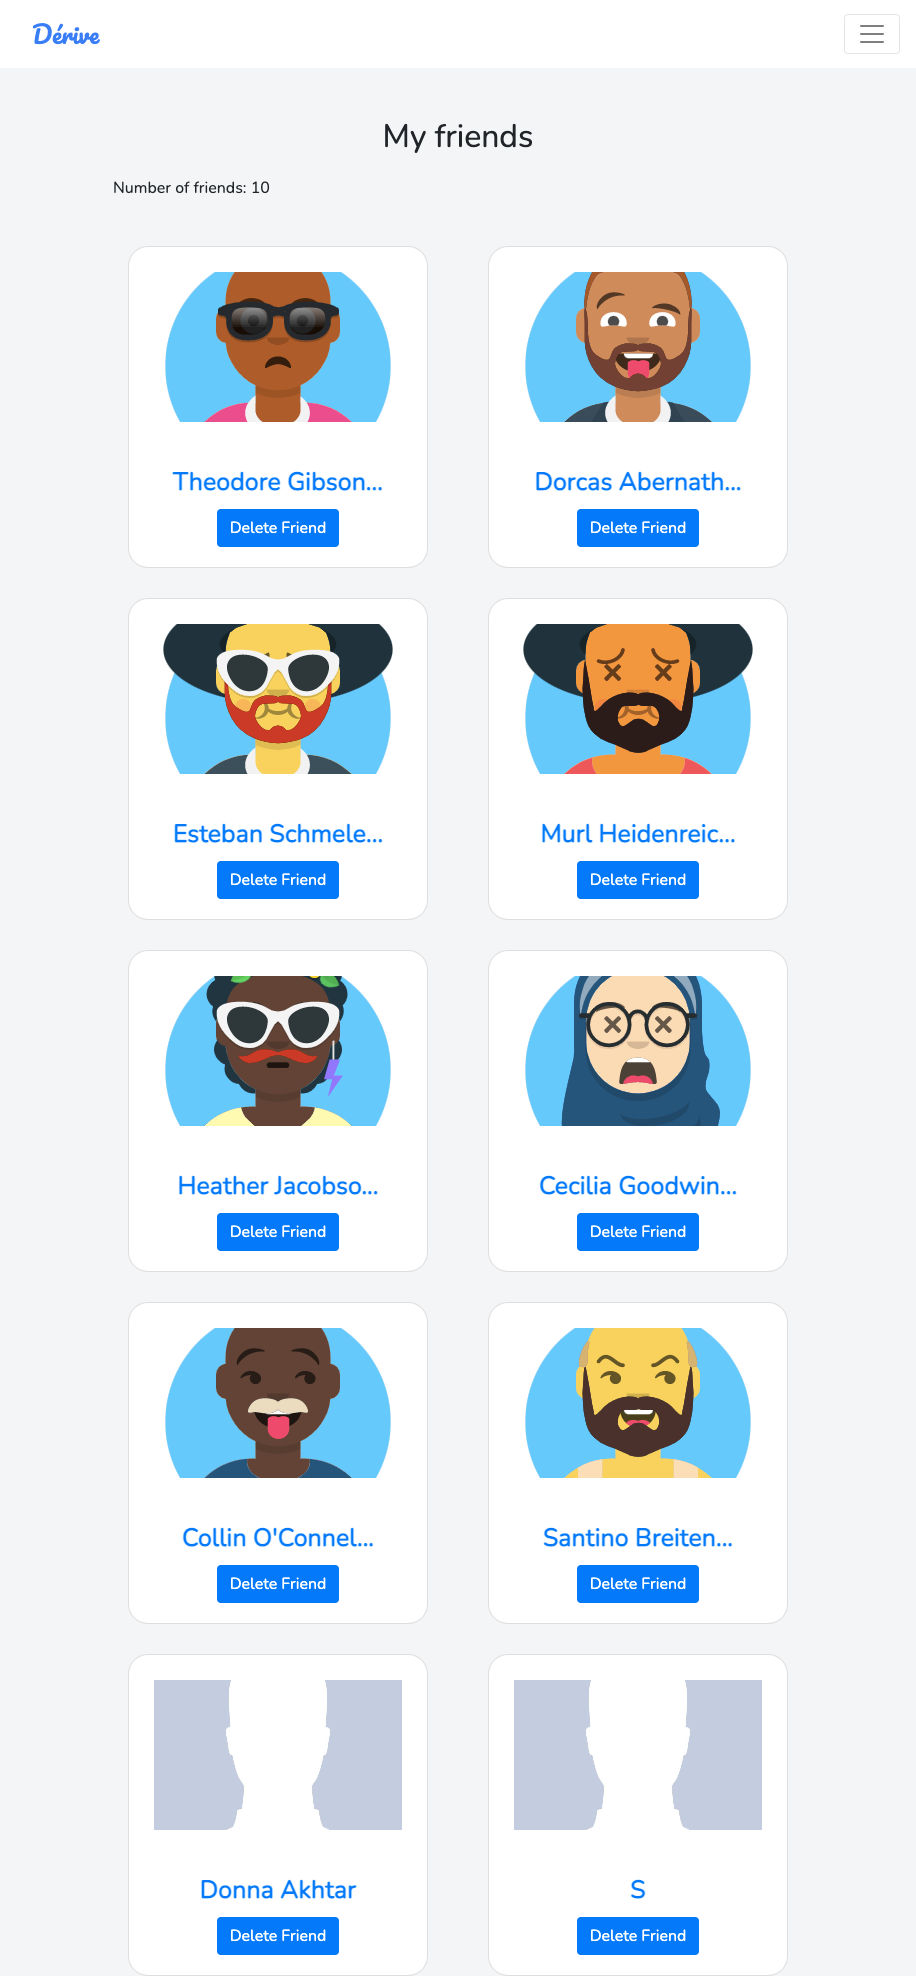 Dérive
My friends
Number of friends: 10
Theodore Gibson...
Dorcas Abernath...
Delete Friend
Delete Friend
Esteban Schmele...
Murl Heidenreic...
Delete Friend
Delete Friend
Heather Jacobso...
Cecilia Goodwin...
Delete Friend
Delete Friend
Collin O'Connel...
Santino Breiten...
Delete Friend
Delete Friend
Donna Akhtar
S
Delete Friend
Delete Friend